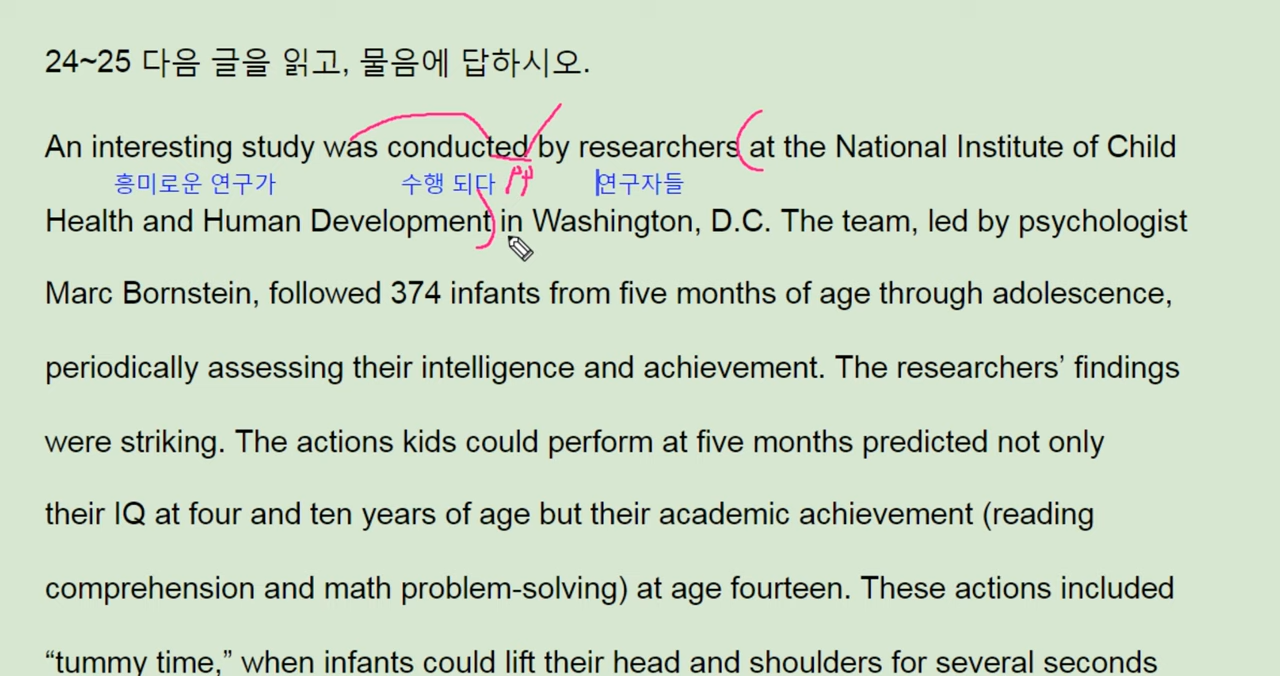 24~25 다음 글을 읽고, 물음에 답하시오.
An interesting study was conducted by researchers at the National Institute of Child
흥미로운 연구가 수행 되다 PP 연구자들
Health and Human Development in Washington, D.C. The team, led by psychologist
Marc Bornstein, followed 374 infants from five months of age through adolescence,
periodically assessing their intelligence and achievement. The researchers’ findings
were striking. The actions kids could perform at five months predicted not only
their IQ at four and ten years of age but their academic achievement (reading
comprehension and math problem-solving) at age fourteen. These actions included
“tummy time,” when infants could lift their head and shoulders for several seconds